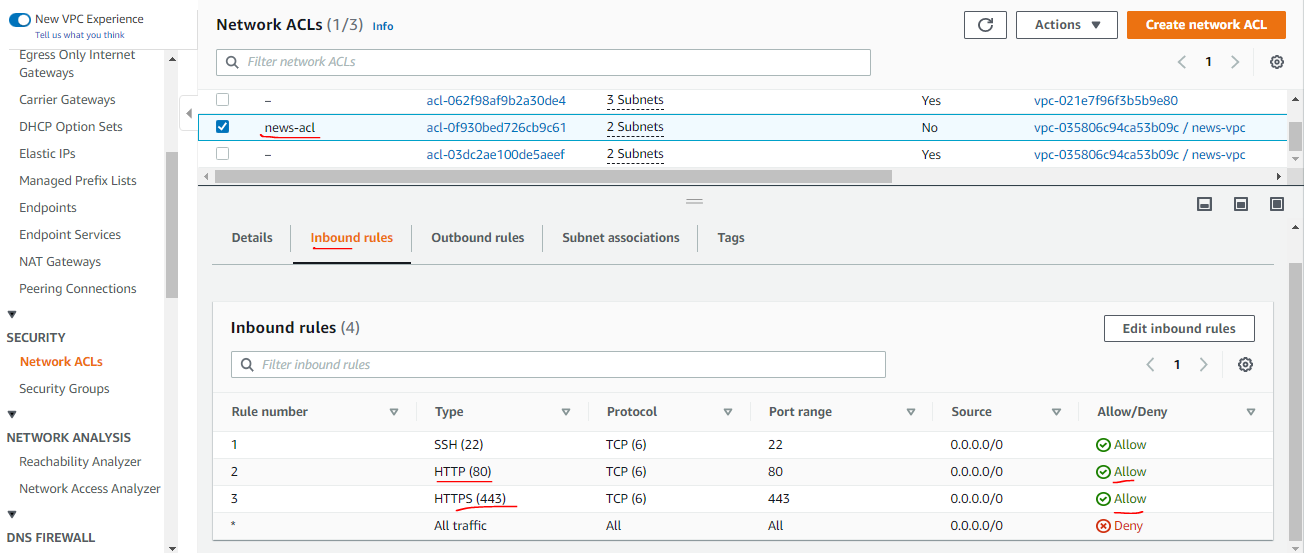 New VPC Experience
Tell us what you think
Egress Only Internet
Gateways
Carrier Gateways
DHCP Option Sets
Elastic IPs
Managed Prefix Lists
Endpoints
Endpoint Services
NAT Gateways
Peering Connections
SECURITY
Network ACLs
Security Groups
NETWORK ANALYSIS
Reachability Analyzer
Network Access Analyzer
DNS FIREWALL
Network ACLs (1/3) Info
Actions
Create network ACL
Filter network ACLs
1
– acl-062f98af9b2a30de4 3 Subnets Yes vpc-021e7f96f3b5b9e80
news-acl acl-0f930bed726cb9c61 2 Subnets No vpc-035806c94ca53b09c / news-vpc
– acl-03dc2ae100de5aeef 2 Subnets Yes vpc-035806c94ca53b09c / news-vpc
Details Inbound rules Outbound rules Subnet associations Tags
Inbound rules (4)
Edit inbound rules
Filter inbound rules
1
Rule number Type Protocol Port range Source Allow/Deny
1 SSH (22) TCP (6) 22 0.0.0.0/0 Allow
2 HTTP (80) TCP (6) 80 0.0.0.0/0 Allow
3 HTTPS (443) TCP (6) 443 0.0.0.0/0 Allow
* All traffic All All 0.0.0.0/0 Deny